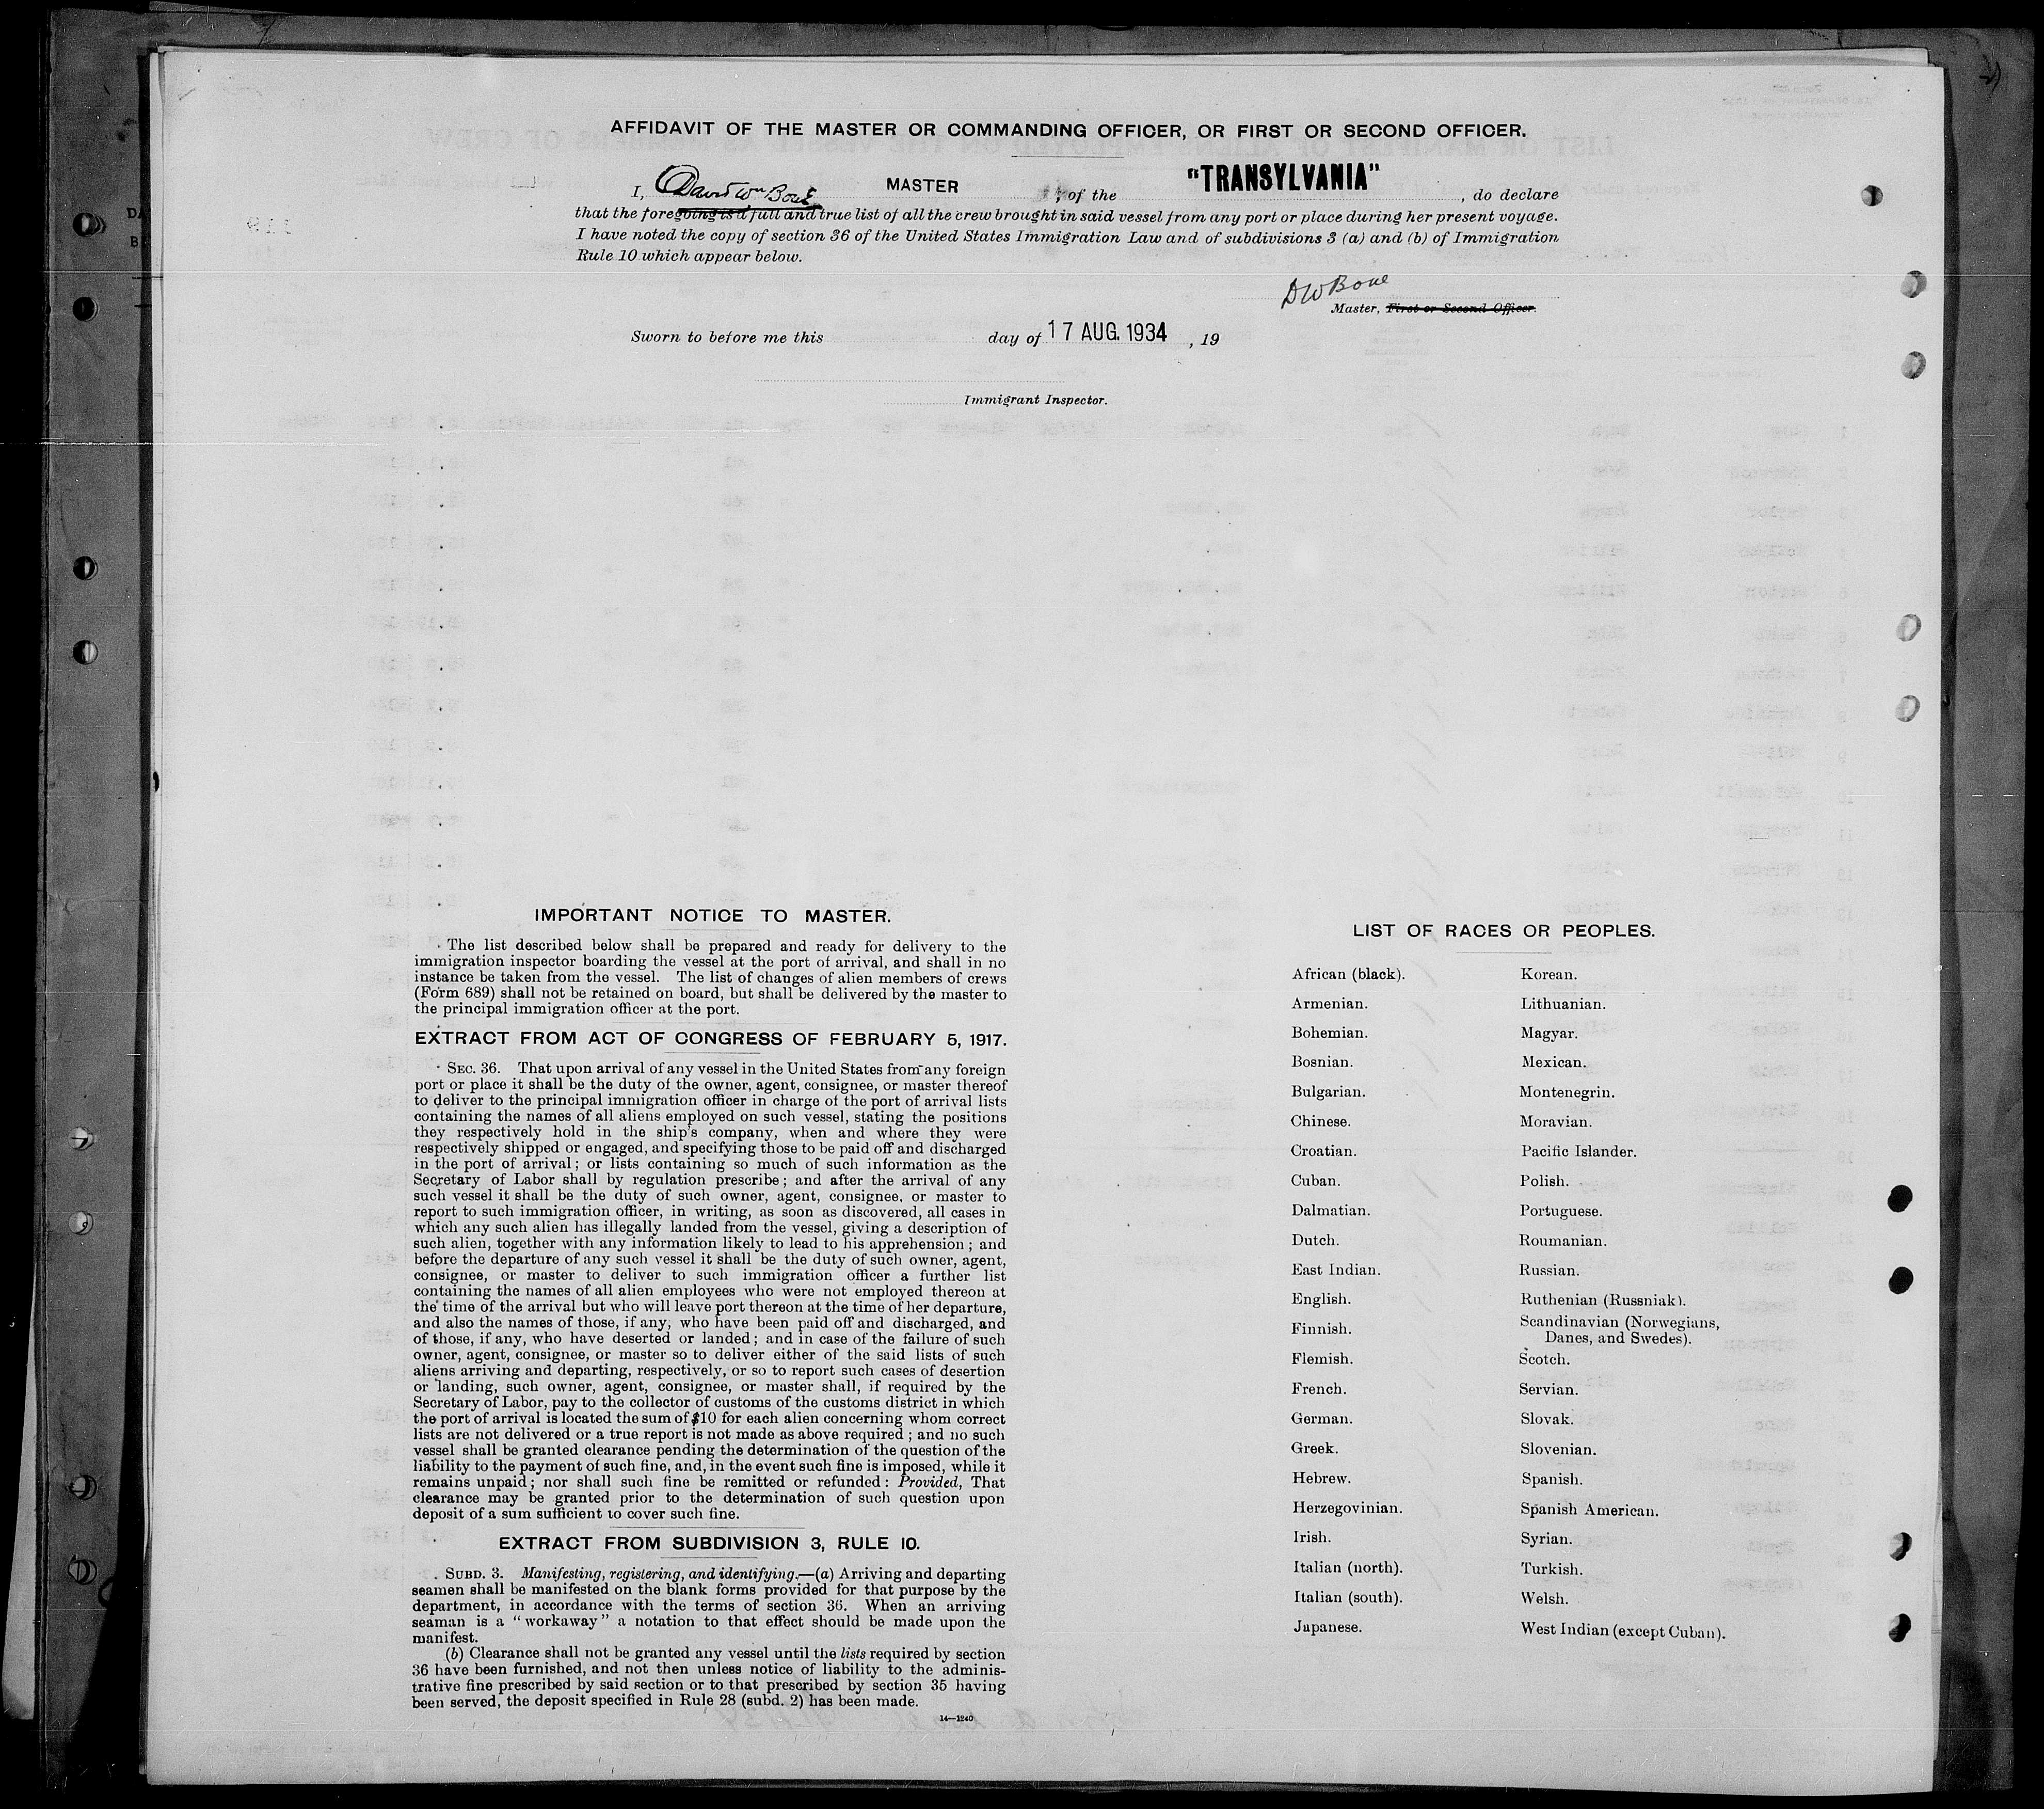 AFFIDAVIT OF THE MASTER OR COMMANDING OFFICER, OR FIRST OR SECOND OFFICER.
I, David Wm Bone MASTER, of the "TRANSYLVANIA", do declare
that the foregoing is a full and true list of all the crew brought in said vessel from any port or place during her present voyage.
I have noted the copy of section 36 of the United States Immigration Law and of subdivisions 3 (a) and (b) of Immigration
Rule 10 which appear below.
DW Bone
Master, First or Second Officer.
Sworn to before me this day of 17 AUG. 1934, 19
Immigrant Inspector.
IMPORTANT NOTICE TO MASTER.
The list described below shall be prepared and ready for delivery to the
immigration inspector boarding the vessel at the port of arrival, and shall in no
instance be taken from the vessel. The list of changes of alien members of crews
(Form 689) shall not be retained on board, but shall be delivered by the master to
the principal immigration officer at the port.
EXTRACT FROM ACT OF CONGRESS OF FEBRUARY 5, 1917.
SEC. 36. That upon arrival of any vessel in the United States from any foreign
port or place it shall be the duty of the owner, agent, consignee, or master thereof
to deliver to the principal immigration officer in charge of the port of arrival lists
containing the names of all aliens employed on such vessel, stating the positions
they respectively hold in the ship's company, when and where they were
respectively shipped or engaged, and specifying those to be paid off and discharged
in the port of arrival; or lists containing so much of such information as the
Secretary of Labor shall by regulation prescribe; and after the arrival of any
such vessel it shall be the duty of such owner, agent, consignee, or master to
report to such immigration officer, in writing, as soon as discovered, all cases in
which any such alien has illegally landed from the vessel, giving a description of
such alien, together with any information likely to lead to his apprehension; and
before the departure of any such vessel it shall be the duty of such owner, agent,
consignee, or master to deliver to such immigration officer a further list
containing the names of all alien employees who were not employed thereon at
the time of the arrival but who will leave port thereon at the time of her departure,
and also the names of those, if any, who have been paid off and discharged, and
of those, if any, who have deserted or landed; and in case of the failure of such
owner, agent, consignee, or master so to deliver either of the said lists of such
aliens arriving and departing, respectively, or so to report such cases of desertion
or landing, such owner, agent, consignee, or master shall, if required by the
Secretary of Labor, pay to the collector of customs of the customs district in which
the port of arrival is located the sum of $10 for each alien concerning whom correct
lists are not delivered or a true report is not made as above required; and no such
vessel shall be granted clearance pending the determination of the question of the
liability to the payment of such fine, and, in the event such fine is imposed, while it
remains unpaid; nor shall such fine be remitted or refunded: Provided, That
clearance may be granted prior to the determination of such question upon
deposit of a sum sufficient to cover such fine.
EXTRACT FROM SUBDIVISION 3, RULE 10.
SUBD. 3. Manifesting, registering, and identifying.—(a) Arriving and departing
seamen shall be manifested on the blank forms provided for that purpose by the
department, in accordance with the terms of section 36. When an arriving
seaman is a "workaway" a notation to that effect should be made upon the
manifest.
(b) Clearance shall not be granted any vessel until the lists required by section
36 have been furnished, and not then unless notice of liability to the adminis-
trative fine prescribed by said section or to that prescribed by section 35 having
been served, the deposit specified in Rule 28 (subd. 2) has been made.
14—1240
LIST OF RACES OR PEOPLES.
African (black).
Armenian.
Bohemian.
Bosnian.
Bulgarian.
Chinese.
Croatian.
Cuban.
Dalmatian.
Dutch.
East Indian.
English.
Finnish.
Flemish.
French.
German.
Greek.
Hebrew.
Herzegovinian.
Irish.
Italian (north).
Italian (south).
Japanese.
Korean.
Lithuanian.
Magyar.
Mexican.
Montenegrin.
Moravian.
Pacific Islander.
Polish.
Portuguese.
Roumanian.
Russian.
Ruthenian (Russniak).
Scandinavian (Norwegians,
Danes, and Swedes).
Scotch.
Servian.
Slovak.
Slovenian.
Spanish.
Spanish American.
Syrian.
Turkish.
Welsh.
West Indian (except Cuban).